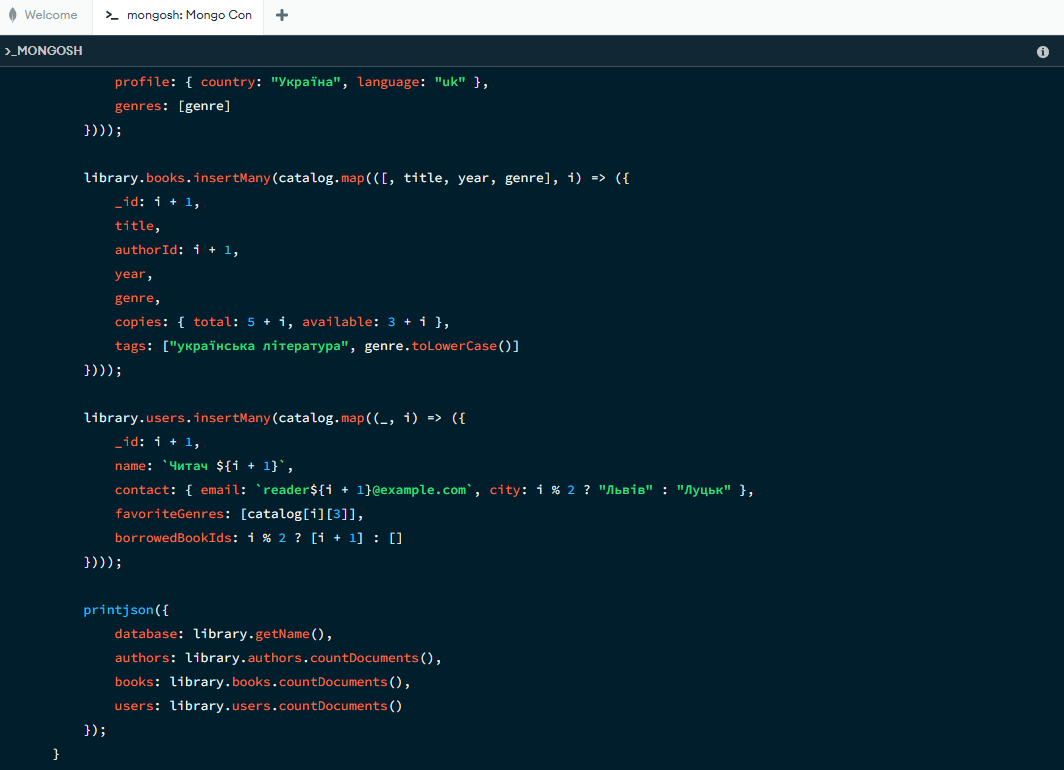 Welcome
>_ mongosh: Mongo Con
+
>_MONGOSH
profile: { country: "Україна", language: "uk" },
genres: [genre]
})));
library.books.insertMany(catalog.map(([, title, year, genre], i) => ({
_id: i + 1,
title,
authorId: i + 1,
year,
genre,
copies: { total: 5 + i, available: 3 + i },
tags: ["українська література", genre.toLowerCase()]
})));
library.users.insertMany(catalog.map((_, i) => ({
_id: i + 1,
name: `Читач ${i + 1}`,
contact: { email: `reader${i + 1}@example.com`, city: i % 2 ? "Львів" : "Луцьк" },
favoriteGenres: [catalog[i][3]],
borrowedBookIds: i % 2 ? [i + 1] : []
})));
printjson({
database: library.getName(),
authors: library.authors.countDocuments(),
books: library.books.countDocuments(),
users: library.users.countDocuments()
});
}